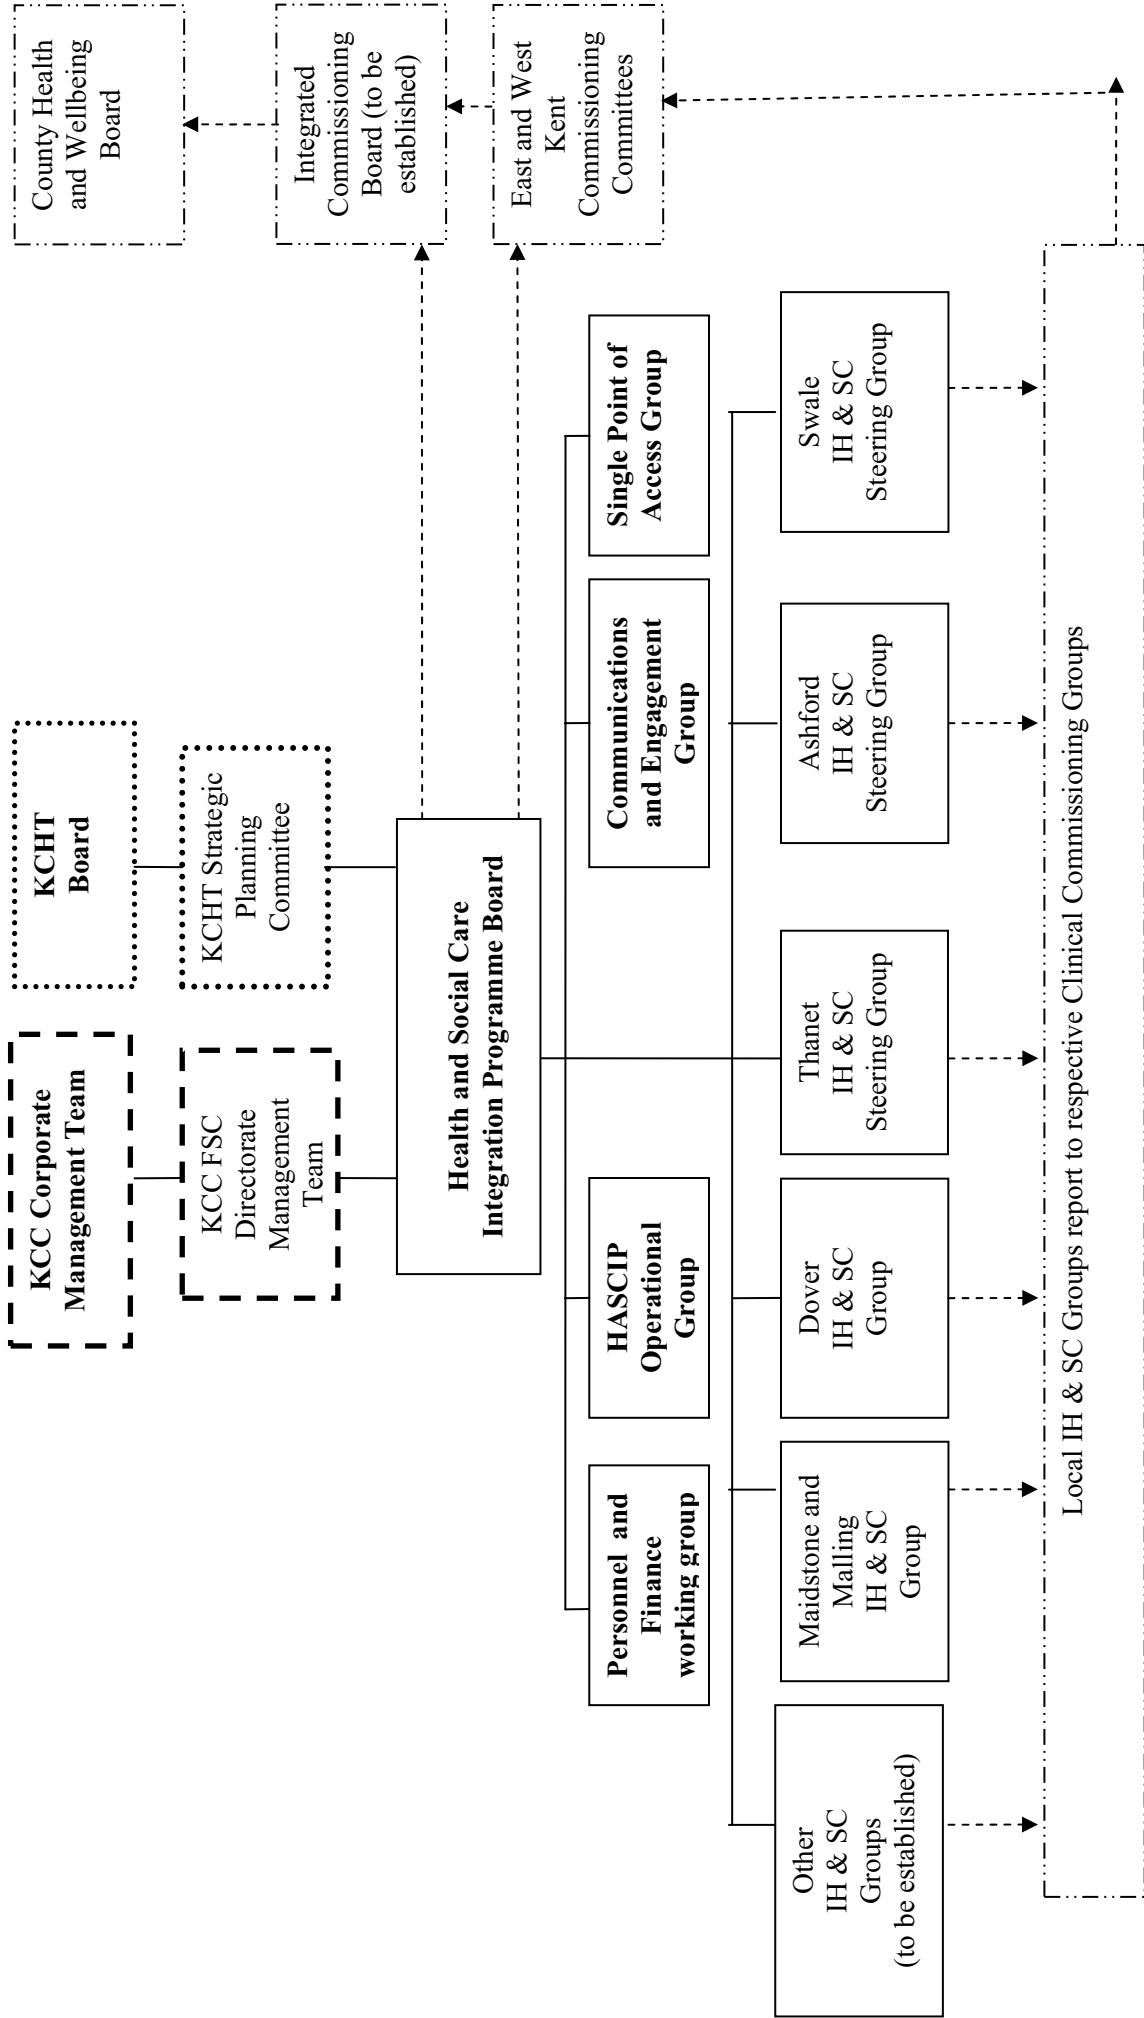 KCC Corporate
Management Team
KCHT
Board
County Health
and Wellbeing
Board
KCC FSC
Directorate
Management
Team
KCHT Strategic
Planning
Committee
Integrated
Commissioning
Board (to be
established)
Health and Social Care
Integration Programme Board
East and West
Kent
Commissioning
Committees
Personnel and
Finance
working group
HASCIP
Operational
Group
Communications
and Engagement
Group
Single Point of
Access Group
Other
IH & SC
Groups
(to be established)
Maidstone and
Malling
IH & SC
Group
Dover
IH & SC
Group
Thanet
IH & SC
Steering Group
Ashford
IH & SC
Steering Group
Swale
IH & SC
Steering Group
Local IH & SC Groups report to respective Clinical Commissioning Groups